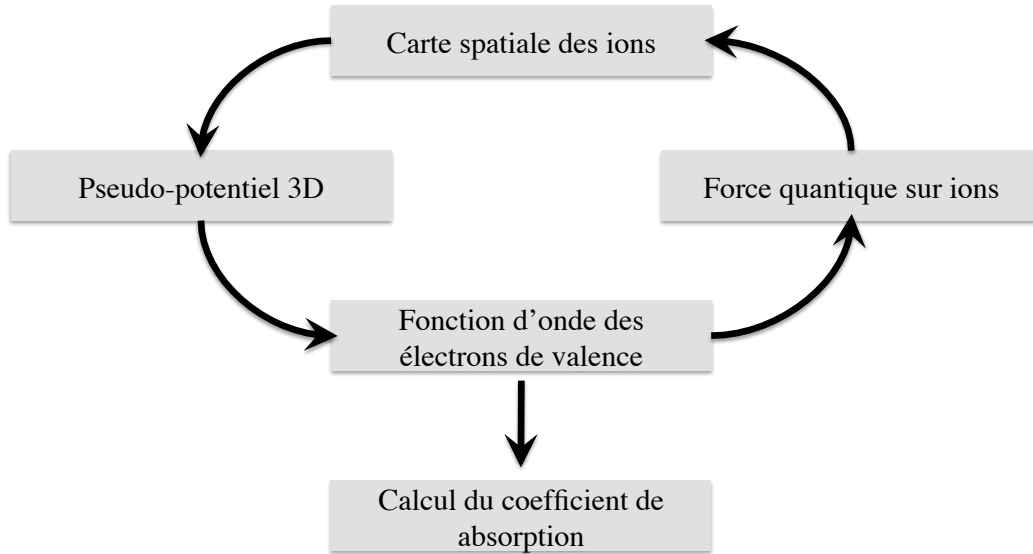 Carte spatiale des ions
Pseudo-potentiel 3D
Force quantique sur ions
Fonction d’onde des
électrons de valence
Calcul du coefficient de
absorption